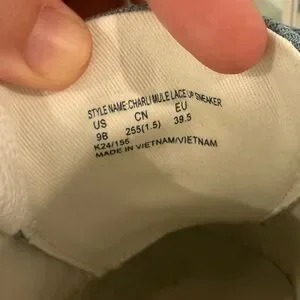 STYLE NAME: CHARLI MULE LACE UP SNEAKER
US CN EU
9B 255(1.5) 39.5
K24/156
MADE IN VIETNAM/VIETNAM